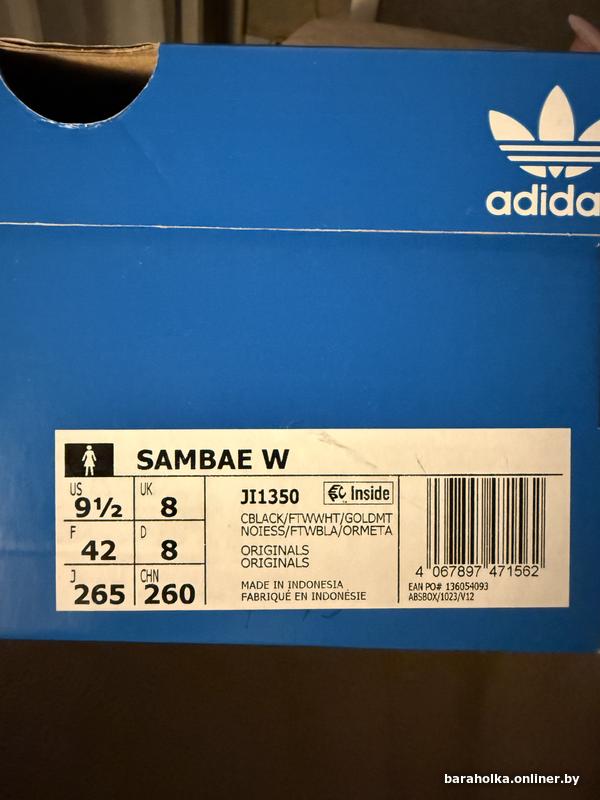 adidas
SAMBAE W
US
9½
UK
8
F
42
D
8
J
265
CHN
260
JI1350
Inside
CBLACK/FTWWHT/GOLDMT
NOIESS/FTWBLA/ORMETA
ORIGINALS
ORIGINALS
MADE IN INDONESIA
FABRIQUÉ EN INDONÉSIE
4 067897 471562
EAN PO# 136054093
ABSBOX/1023/V12
baraholka.onliner.by